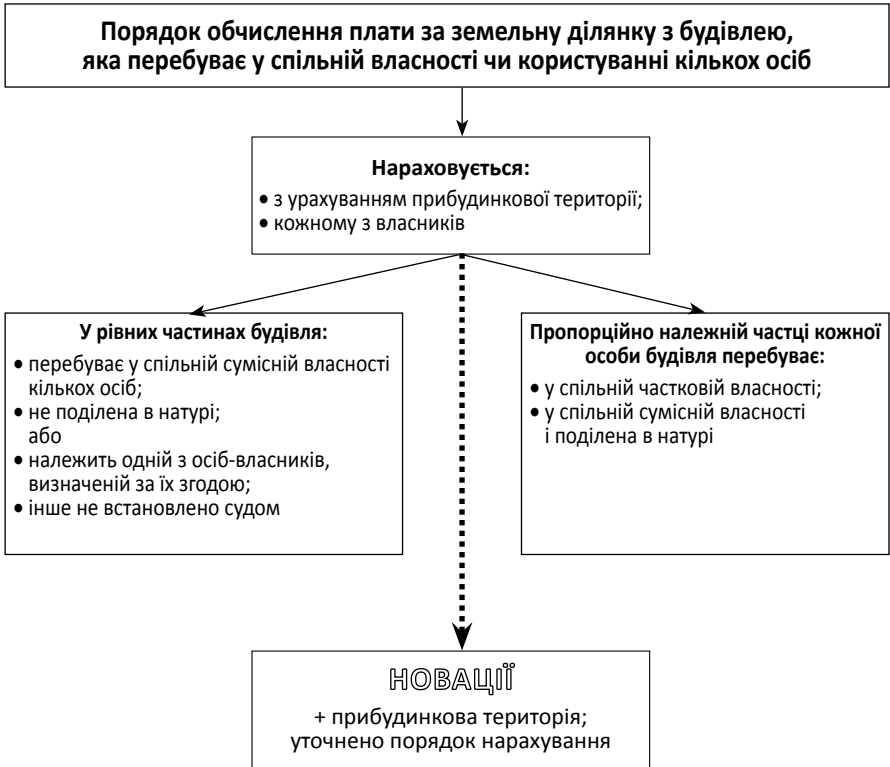 Порядок обчислення плати за земельну ділянку з будівлею,
яка перебуває у спільній власності чи користуванні кількох осіб
Нараховується:
• з урахуванням прибудинкової території;
• кожному з власників
У рівних частинах будівля:
• перебуває у спільній сумісній власності
кількох осіб;
• не поділена в натурі;
або
• належить одній з осіб-власників,
визначеній за їх згодою;
• інше не встановлено судом
Пропорційно належній частці кожної
особи будівля перебуває:
• у спільній частковій власності;
• у спільній сумісній власності
і поділена в натурі
НОВАЦІЇ
+ прибудинкова територія;
уточнено порядок нарахування